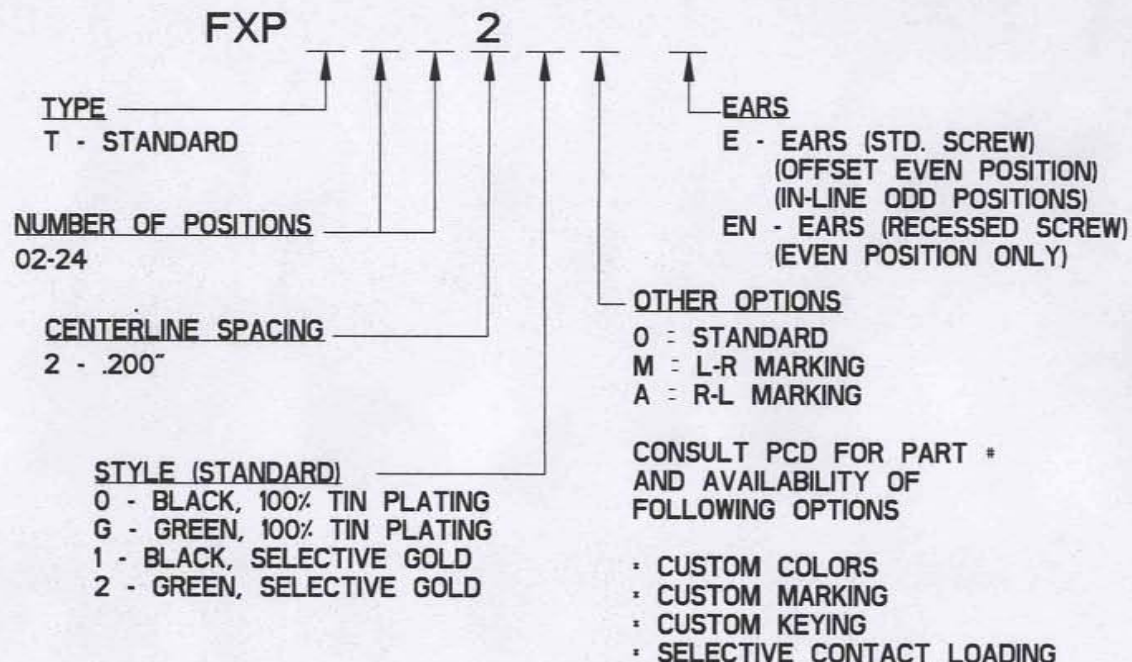 FXP _ _ _ 2 _ _ _
TYPE
T - STANDARD
NUMBER OF POSITIONS
02-24
CENTERLINE SPACING
2 - .200"
STYLE (STANDARD)
0 - BLACK, 100% TIN PLATING
G - GREEN, 100% TIN PLATING
1 - BLACK, SELECTIVE GOLD
2 - GREEN, SELECTIVE GOLD
EARS
E - EARS (STD. SCREW)
(OFFSET EVEN POSITION)
(IN-LINE ODD POSITIONS)
EN - EARS (RECESSED SCREW)
(EVEN POSITION ONLY)
OTHER OPTIONS
0 = STANDARD
M = L-R MARKING
A = R-L MARKING
CONSULT PCD FOR PART #
AND AVAILABILITY OF
FOLLOWING OPTIONS
* CUSTOM COLORS
* CUSTOM MARKING
* CUSTOM KEYING
* SELECTIVE CONTACT LOADING